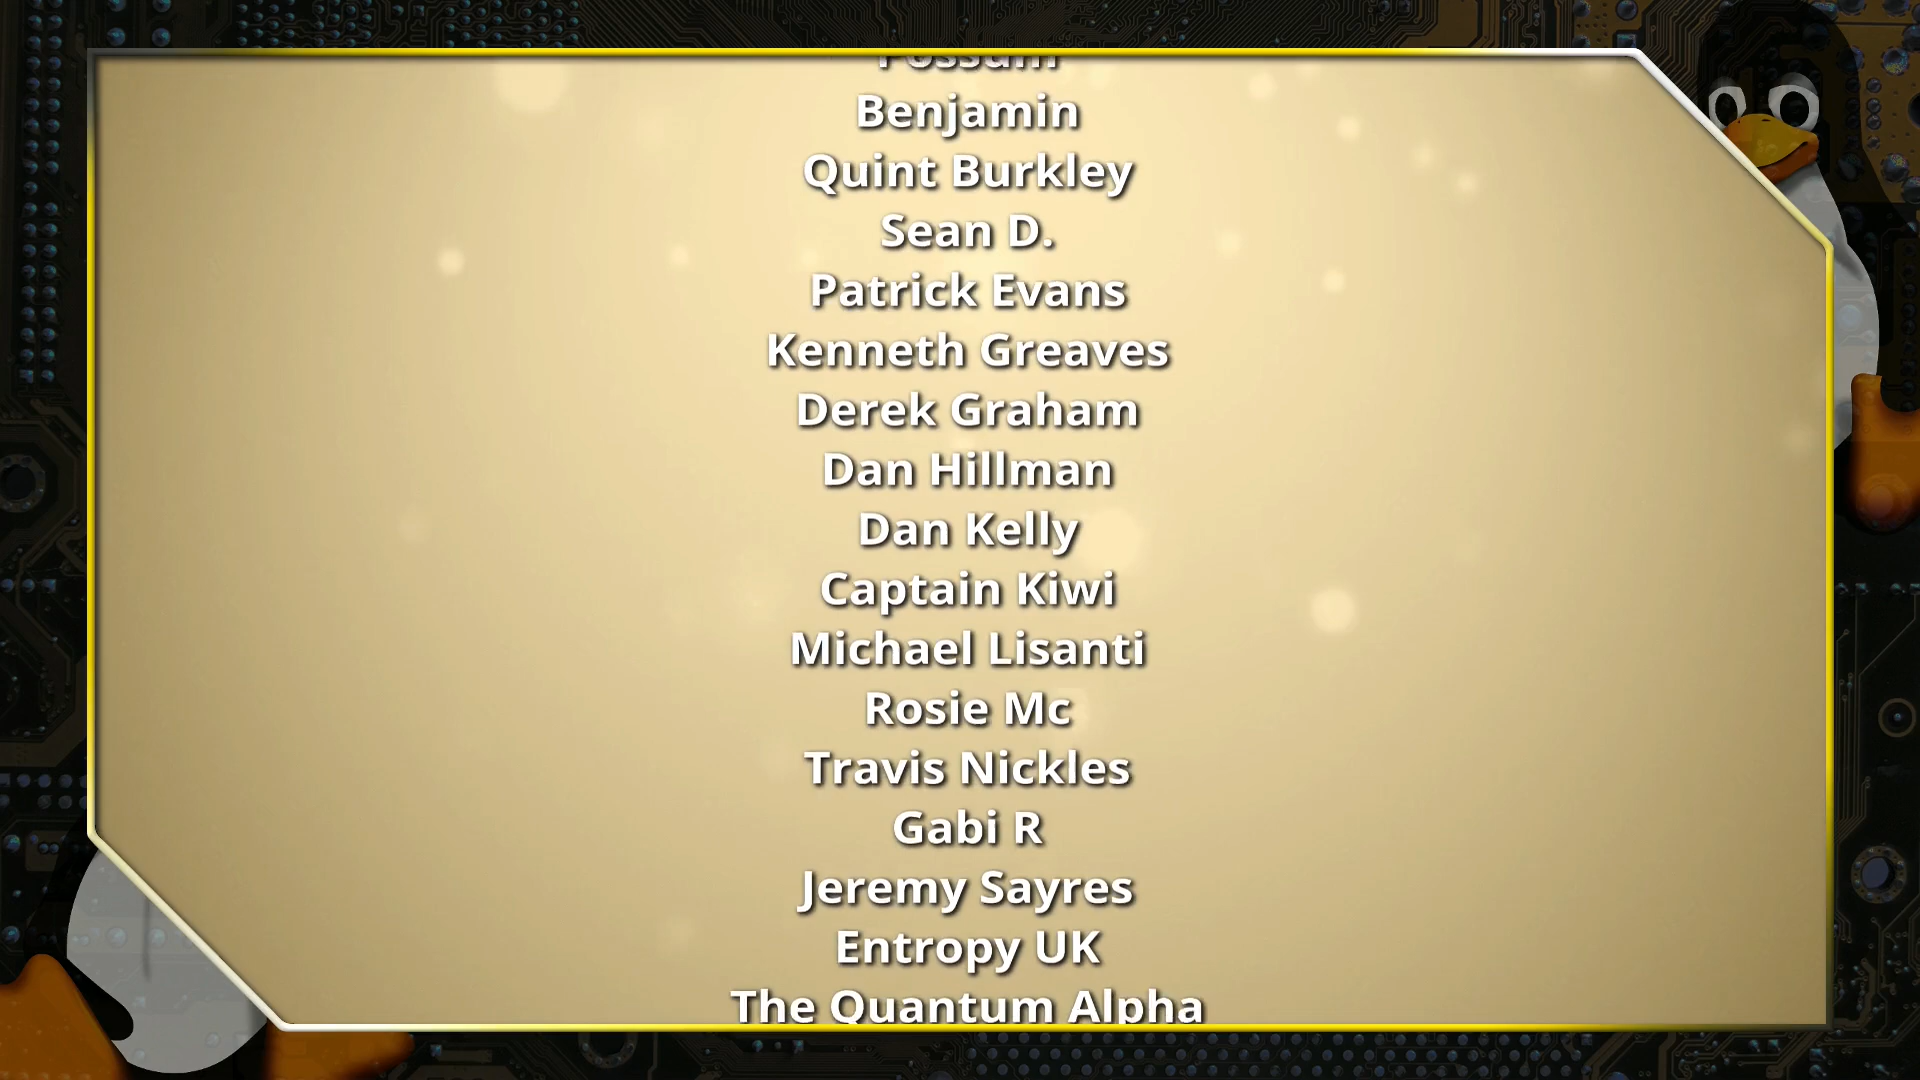 Possum
Benjamin
Quint Burkley
Sean D.
Patrick Evans
Kenneth Greaves
Derek Graham
Dan Hillman
Dan Kelly
Captain Kiwi
Michael Lisanti
Rosie Mc
Travis Nickles
Gabi R
Jeremy Sayres
Entropy UK
The Quantum Alpha